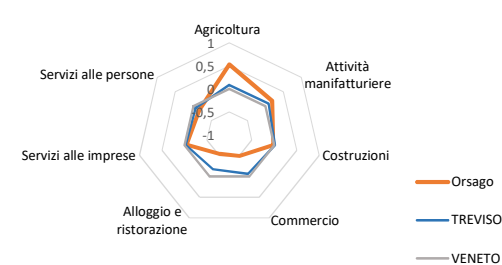 Agricoltura
1
0,5
0
-0,5
-1
Attività
manifatturiere
Costruzioni
Commercio
Alloggio e
ristorazione
Servizi alle imprese
Servizi alle persone
Orsago
TREVISO
VENETO